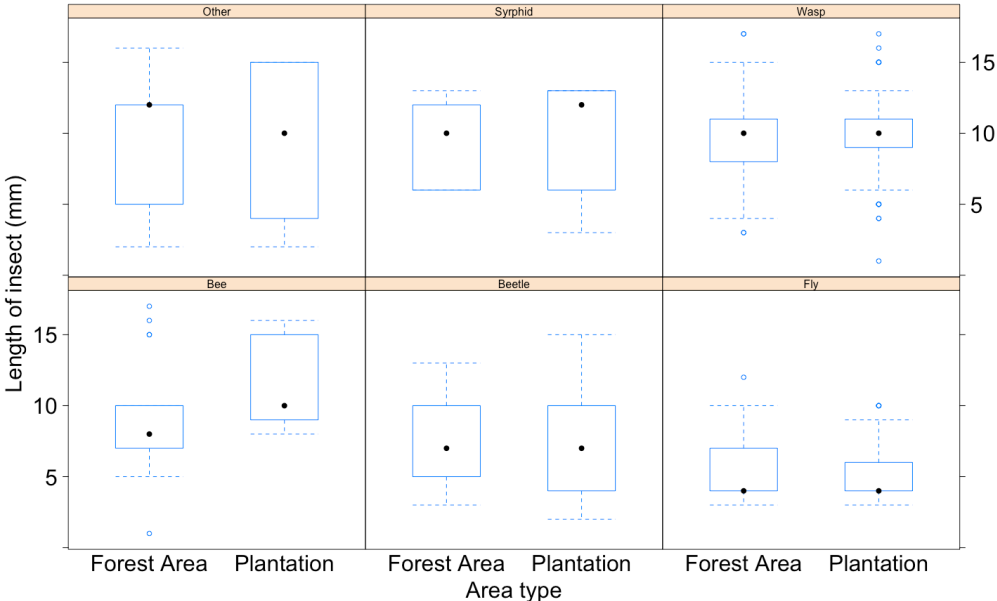 Other Syrphid Wasp
15
10
5
Length of insect (mm)
Bee Beetle Fly
15
10
5
Forest Area Plantation Forest Area Plantation Forest Area Plantation
Area type